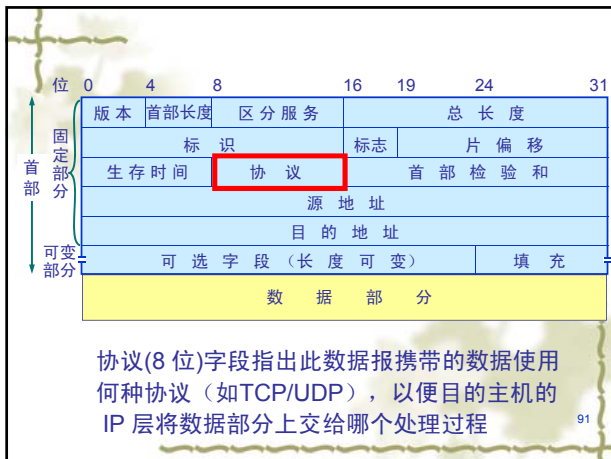 位 0 4 8 16 19 24 31
版本 首部长度 区分服务 总长度
标识 标志 片偏移
生存时间 协议 首部检验和
源地址
目的地址
可选字段（长度可变） 填充
数据部分
首部
固定部分
可变部分
协议(8 位)字段指出此数据报携带的数据使用
何种协议（如TCP/UDP），以便目的主机的
IP 层将数据部分上交给哪个处理过程
91